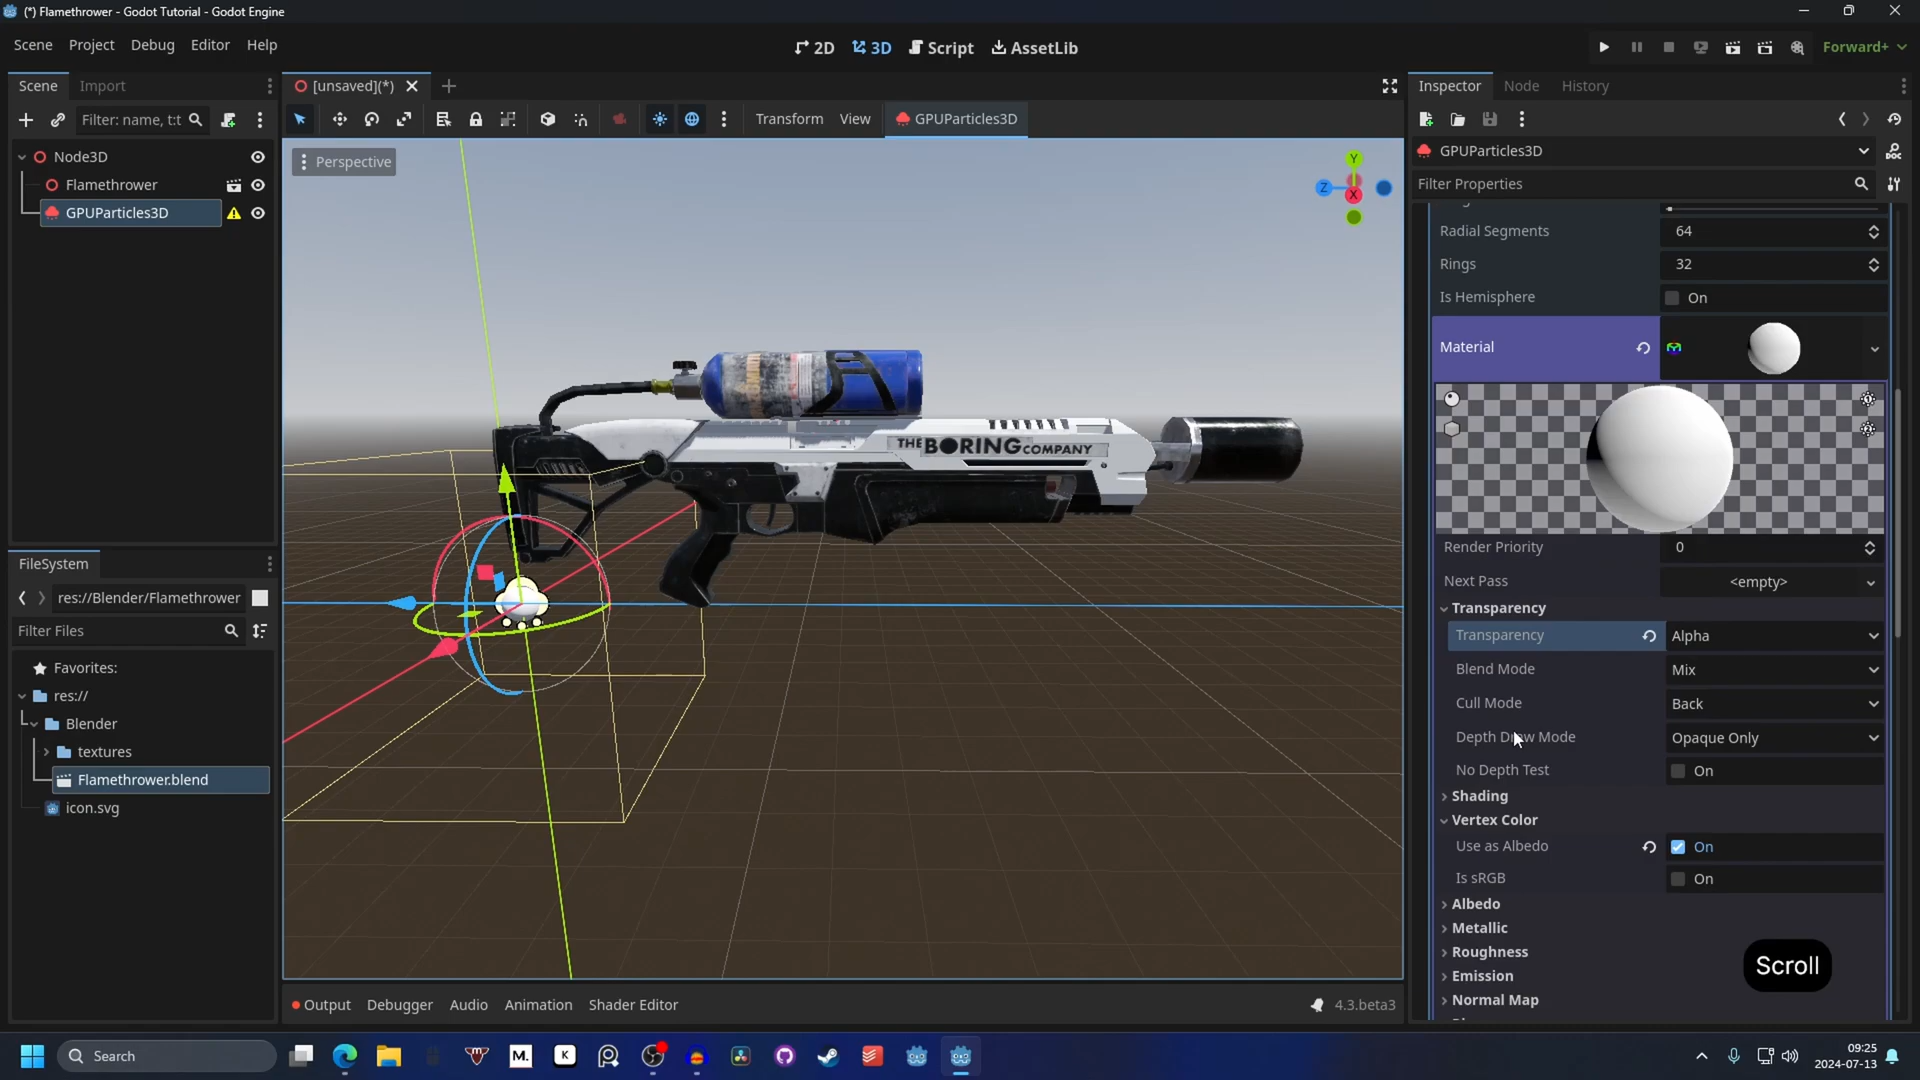 (*) Flamethrower - Godot Tutorial - Godot Engine
Scene Project Debug Editor Help
2D 3D Script AssetLib
Forward+
Scene Import
Filter: name, t:t
Node3D
Flamethrower
GPUParticles3D
[unsaved](*)
Transform View GPUParticles3D
Perspective
Y
Z
X
THE BORING COMPANY
FileSystem
res://Blender/Flamethrower
Filter Files
Favorites:
res://
Blender
textures
Flamethrower.blend
icon.svg
Output Debugger Audio Animation Shader Editor
4.3.beta3
Inspector Node History
GPUParticles3D
DOC
Filter Properties
Radial Segments 64
Rings 32
Is Hemisphere On
Material
Render Priority 0
Next Pass <empty>
Transparency
Transparency Alpha
Blend Mode Mix
Cull Mode Back
Depth Draw Mode Opaque Only
No Depth Test On
Shading
Vertex Color
Use as Albedo On
Is sRGB On
Albedo
Metallic
Roughness
Emission
Normal Map
Scroll
Search
M.
K
09:25
2024-07-13